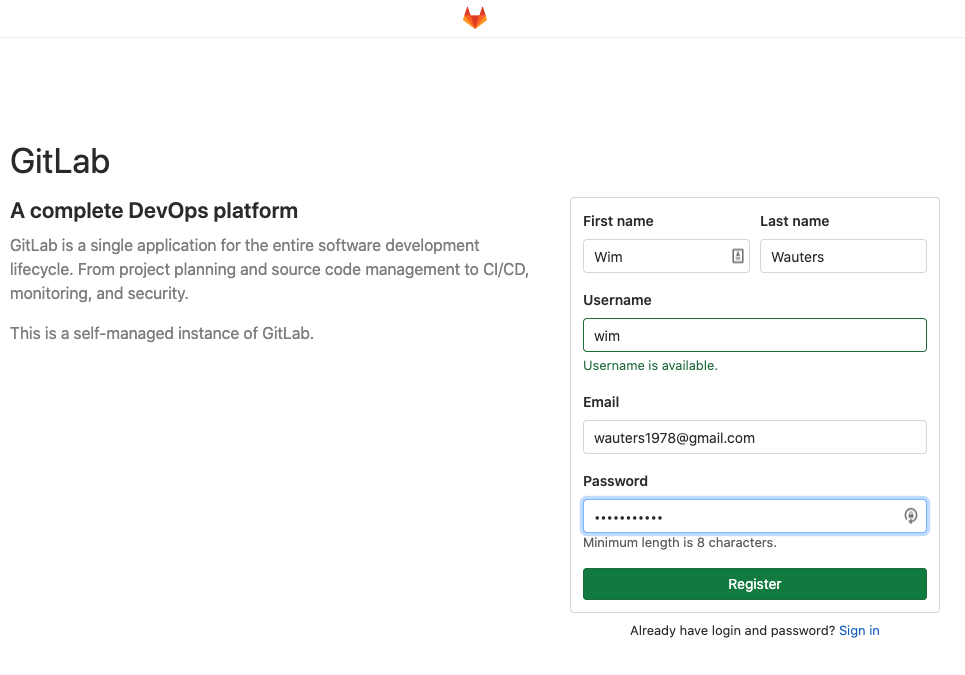 GitLab
A complete DevOps platform
GitLab is a single application for the entire software development
lifecycle. From project planning and source code management to CI/CD,
monitoring, and security.
This is a self-managed instance of GitLab.
First name
Last name
Wim
Wauters
Username
wim
Username is available.
Email
wauters1978@gmail.com
Password
•••••••••••
Minimum length is 8 characters.
Register
Already have login and password? Sign in